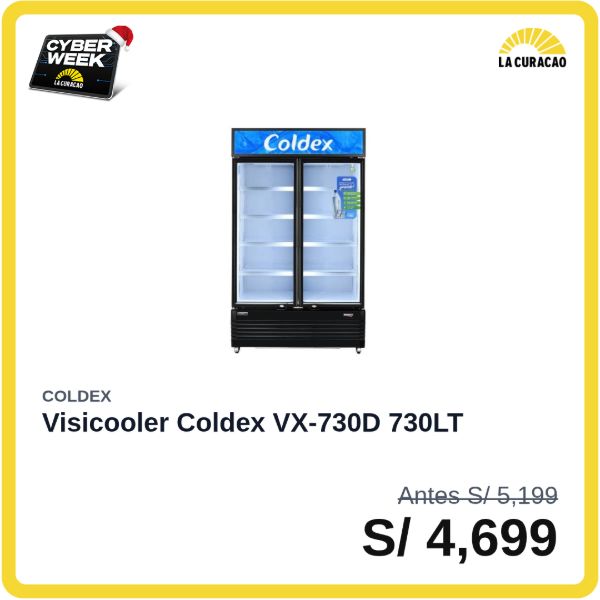 CYBER
WEEK
LA CURACAO
LA CURACAO
Coldex
COLDEX
Visicooler Coldex VX-730D 730LT
Antes S/ 5,199
S/ 4,699